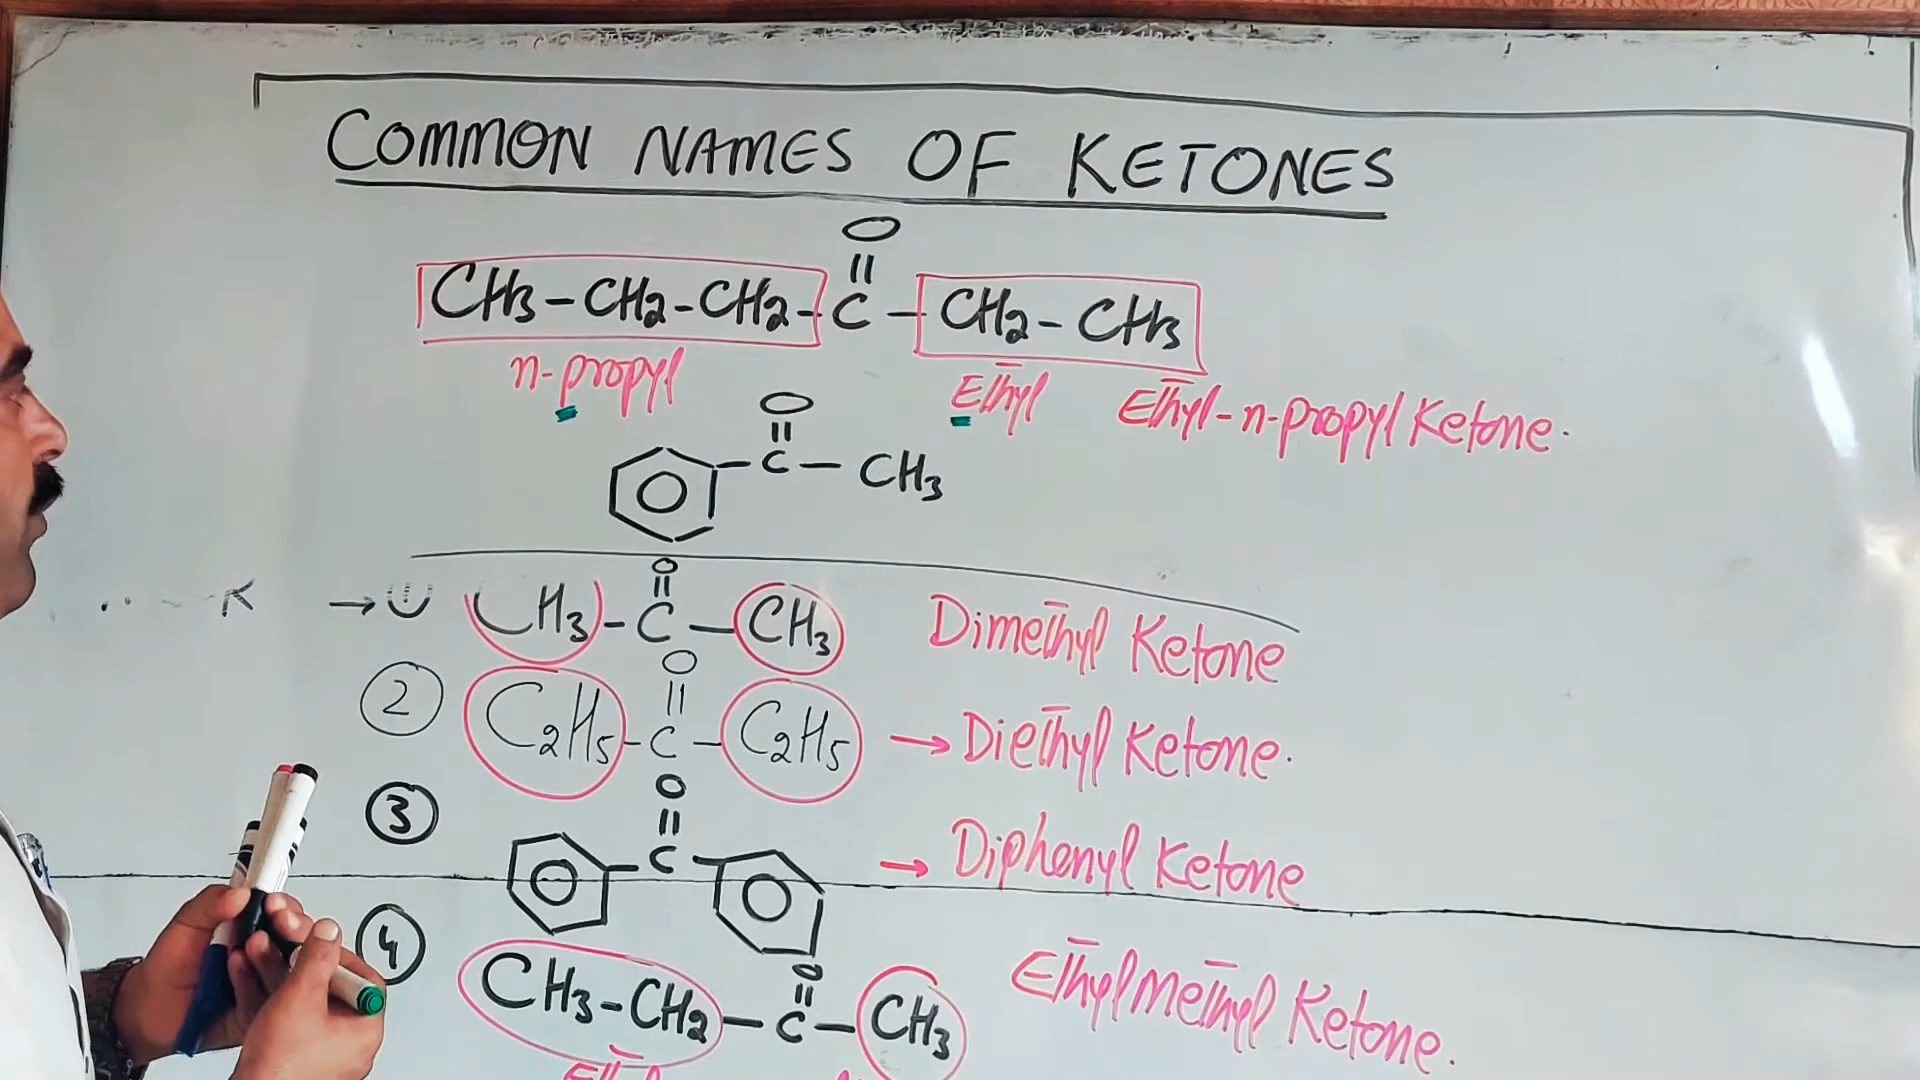 COMMON NAMES OF KETONES
O
||
CH3-CH2-CH2-C-CH2-CH3
n-propyl Ethyl Ethyl-n-propyl Ketone.
O
||
C-CH3
O
||
→ CH3-C-CH3 Dimethyl Ketone
O
||
2 C2H5-C-C2H5 → Diethyl Ketone.
O
||
3 C → Diphenyl Ketone
O
||
4 CH3-CH2-C-CH3 Ethylmethyl Ketone.